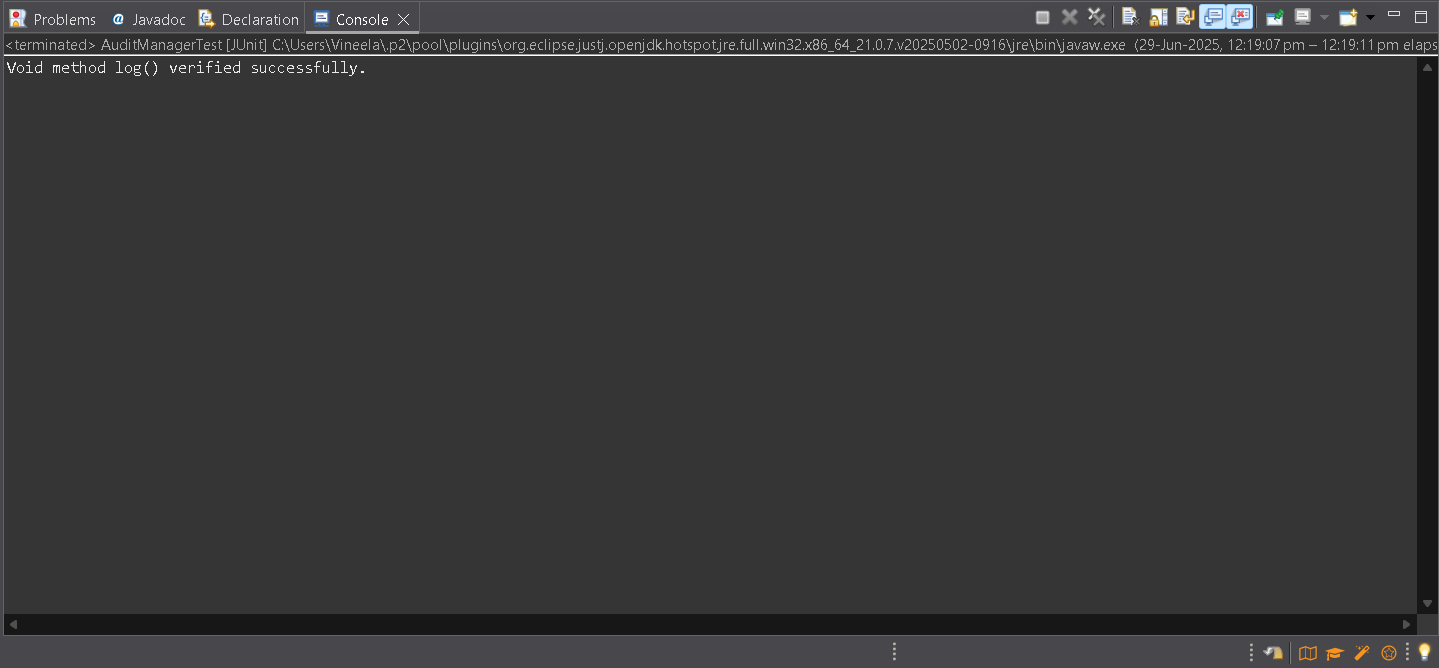 Problems @ Javadoc Declaration Console
<terminated> AuditManagerTest [JUnit] C:\Users\Vineela\.p2\pool\plugins\org.eclipse.justj.openjdk.hotspot.jre.full.win32.x86_64_21.0.7.v20250502-0916\jre\bin\javaw.exe (29-Jun-2025, 12:19:07 pm – 12:19:11 pm elaps
Void method log() verified successfully.